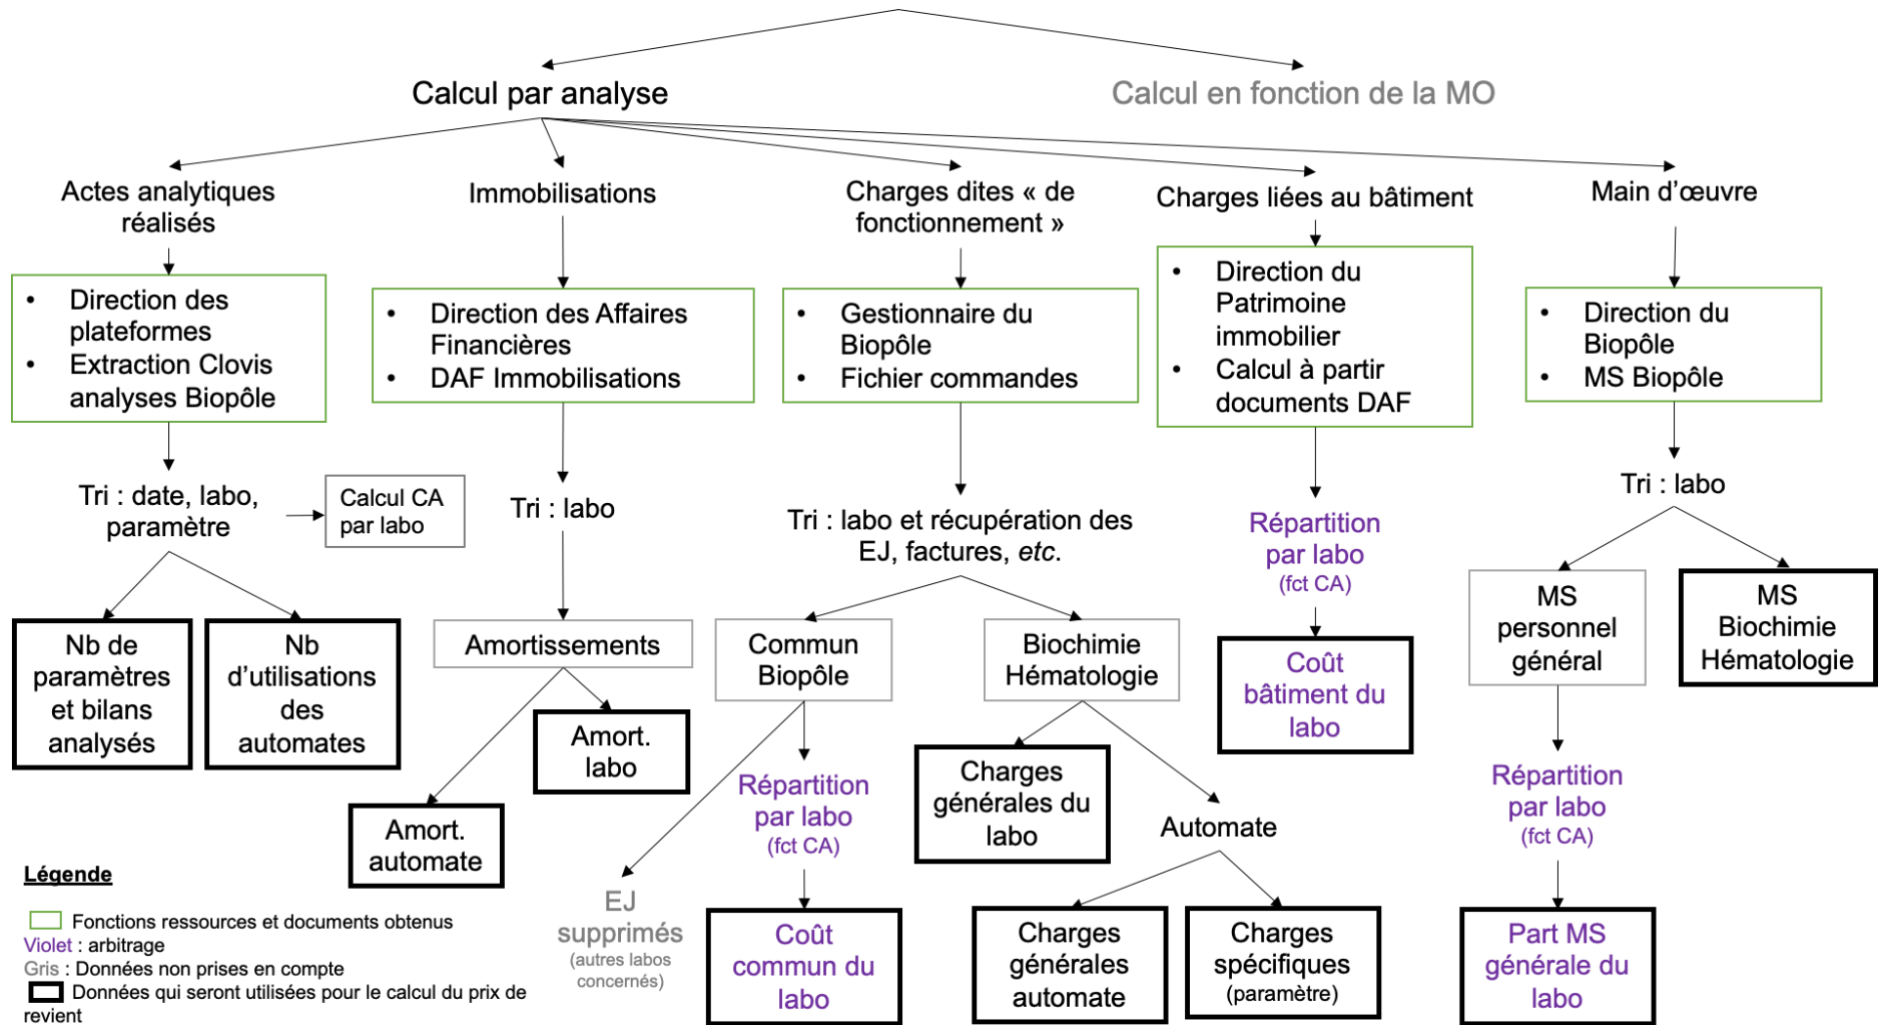 Calcul par analyse
Calcul en fonction de la MO
Actes analytiques
réalisés
Immobilisations
Charges dites « de
fonctionnement »
Charges liées au bâtiment
Main d'œuvre
• Direction des
plateformes
• Extraction Clovis
analyses Biopôle
• Direction des Affaires
Financières
• DAF Immobilisations
• Gestionnaire du
Biopôle
• Fichier commandes
• Direction du
Patrimoine
immobilier
• Calcul à partir
documents DAF
• Direction du
Biopôle
• MS Biopôle
Tri : date, labo,
paramètre
Calcul CA
par labo
Tri : labo
Tri : labo et récupération des
EJ, factures, etc.
Répartition
par labo
(fct CA)
Tri : labo
Nb de
paramètres
et bilans
analysés
Nb
d'utilisations
des
automates
Amortissements
Commun
Biopôle
Biochimie
Hématologie
Coût
bâtiment du
labo
MS
personnel
général
MS
Biochimie
Hématologie
Amort.
labo
Amort.
automate
Répartition
par labo
(fct CA)
Charges
générales du
labo
Automate
Répartition
par labo
(fct CA)
EJ
supprimés
(autres labos
concernés)
Coût
commun du
labo
Charges
générales
automate
Charges
spécifiques
(paramètre)
Part MS
générale du
labo
Légende
Fonctions ressources et documents obtenus
Violet : arbitrage
Gris : Données non prises en compte
Données qui seront utilisées pour le calcul du prix de
revient